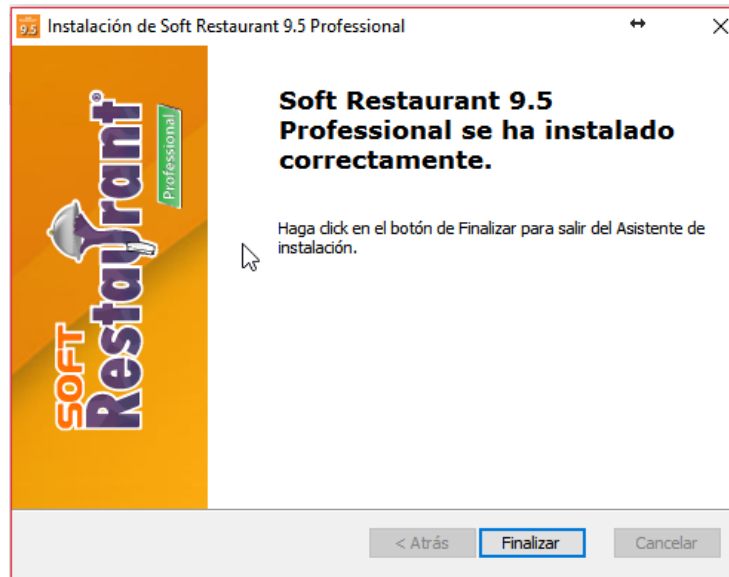 9.5 Instalación de Soft Restaurant 9.5 Professional
SOFT
Restaurant®
Professional
Soft Restaurant 9.5
Professional se ha instalado
correctamente.
Haga click en el botón de Finalizar para salir del Asistente de
instalación.
< Atrás Finalizar Cancelar